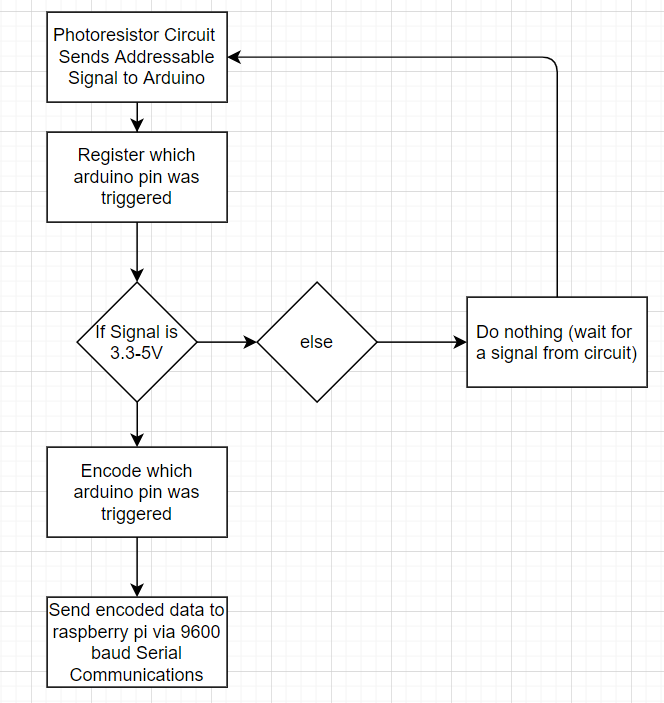 Photoresistor Circuit
Sends Addressable
Signal to Arduino
Register which
arduino pin was
triggered
If Signal is
3.3-5V
else
Do nothing (wait for
a signal from circuit)
Encode which
arduino pin was
triggered
Send encoded data to
raspberry pi via 9600
baud Serial
Communications